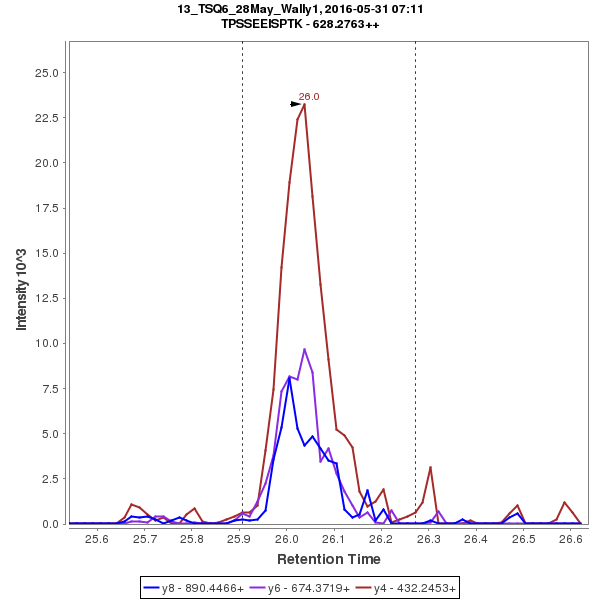 13_TSQ6_28May_Wally1, 2016-05-31 07:11
TPSSEEISPTK - 628.2763++
26.0
25.0
22.5
20.0
17.5
15.0
12.5
10.0
7.5
5.0
2.5
0.0
Intensity 10^3
25.6 25.7 25.8 25.9 26.0 26.1 26.2 26.3 26.4 26.5 26.6
Retention Time
y8 - 890.4466+ y6 - 674.3719+ y4 - 432.2453+